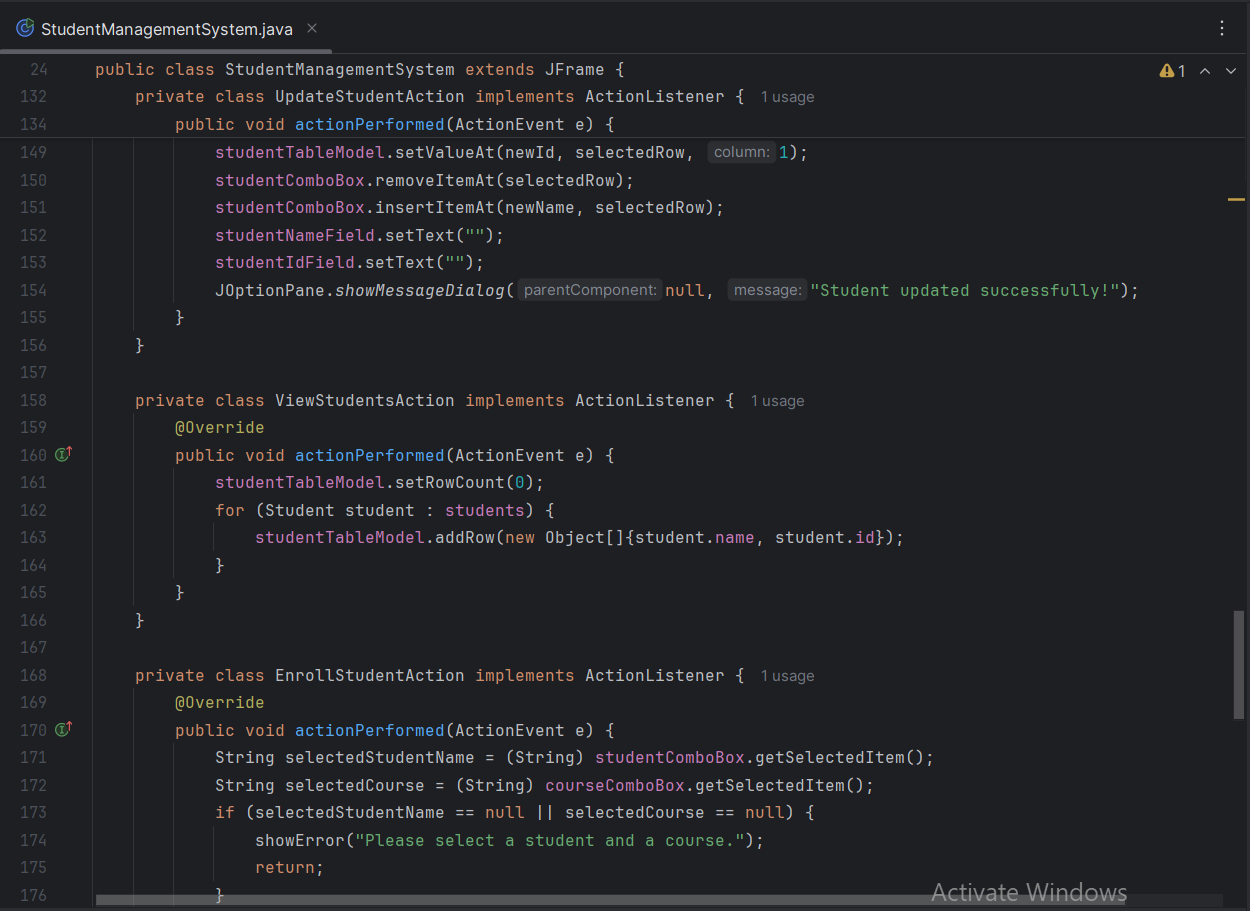 StudentManagementSystem.java
24 public class StudentManagementSystem extends JFrame {
1
132 private class UpdateStudentAction implements ActionListener { 1 usage
134 public void actionPerformed(ActionEvent e) {
149 studentTableModel.setValueAt(newId, selectedRow, column: 1);
150 studentComboBox.removeItemAt(selectedRow);
151 studentComboBox.insertItemAt(newName, selectedRow);
152 studentNameField.setText("");
153 studentIdField.setText("");
154 JOptionPane.showMessageDialog( parentComponent: null, message: "Student updated successfully!");
155 }
156 }
157
158 private class ViewStudentsAction implements ActionListener { 1 usage
159 @Override
160 public void actionPerformed(ActionEvent e) {
161 studentTableModel.setRowCount(0);
162 for (Student student : students) {
163 studentTableModel.addRow(new Object[]{student.name, student.id});
164 }
165 }
166 }
167
168 private class EnrollStudentAction implements ActionListener { 1 usage
169 @Override
170 public void actionPerformed(ActionEvent e) {
171 String selectedStudentName = (String) studentComboBox.getSelectedItem();
172 String selectedCourse = (String) courseComboBox.getSelectedItem();
173 if (selectedStudentName == null || selectedCourse == null) {
174 showError("Please select a student and a course.");
175 return;
176 }
Activate Windows